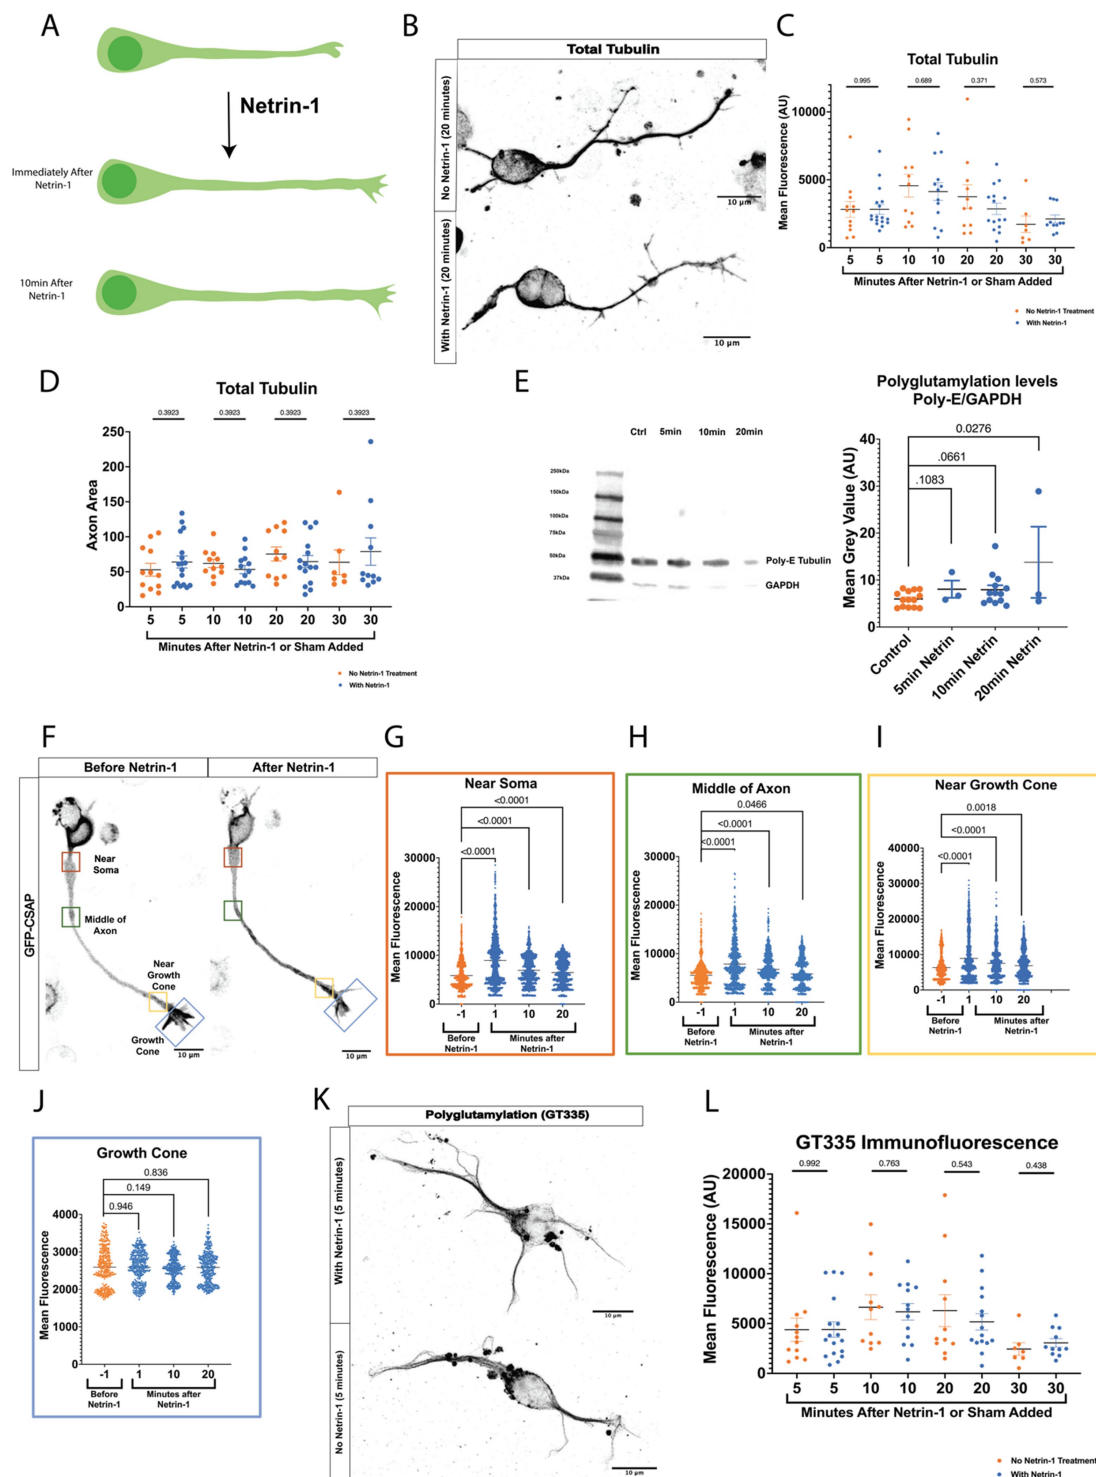 A
Netrin-1
Immediately After
Netrin-1
10min After
Netrin-1
B
Total Tubulin
No Netrin-1 (20 minutes)
10 μm
With Netrin-1 (20 minutes)
10 μm
C
Total Tubulin
0.995 0.689 0.371 0.573
Mean Fluorescence (AU)
10000
5000
0
5 5 10 10 20 20 30 30
Minutes After Netrin-1 or Sham Added
No Netrin-1 Treatment
With Netrin-1
D
Total Tubulin
0.3923 0.3923 0.3923 0.3923
Axon Area
250
200
150
100
50
0
5 5 10 10 20 20 30 30
Minutes After Netrin-1 or Sham Added
No Netrin-1 Treatment
With Netrin-1
E
Ctrl 5min 10min 20min
250kDa
150kDa
100kDa
75kDa
50kDa
37kDa
Poly-E Tubulin
GAPDH
Polyglutamylation levels
Poly-E/GAPDH
0.0276
.0661
.1083
Mean Grey Value (AU)
40
30
20
10
0
Control
5min Netrin
10min Netrin
20min Netrin
F
Before Netrin-1 After Netrin-1
GFP-CSAP
Near
Soma
Middle of
Axon
Near
Growth
Cone
Growth
Cone
10 μm
10 μm
G
Near Soma
<0.0001
<0.0001
<0.0001
Mean Fluorescence
30000
20000
10000
0
-1 1 10 20
Before
Netrin-1
Minutes after
Netrin-1
H
Middle of Axon
0.0466
<0.0001
<0.0001
Mean Fluorescence
30000
20000
10000
0
-1 1 10 20
Before
Netrin-1
Minutes after
Netrin-1
I
Near Growth Cone
0.0018
<0.0001
<0.0001
Mean Fluorescence
40000
30000
20000
10000
0
-1 1 10 20
Before
Netrin-1
Minutes after
Netrin-1
J
Growth Cone
0.836
0.149
0.946
Mean Fluorescence
4000
3000
2000
1000
0
-1 1 10 20
Before
Netrin-1
Minutes after
Netrin-1
K
Polyglutamylation (GT335)
With Netrin-1 (5 minutes)
10 μm
No Netrin-1 (5 minutes)
10 μm
L
GT335 Immunofluorescence
0.992 0.763 0.543 0.438
Mean Fluorescence (AU)
20000
15000
10000
5000
0
5 5 10 10 20 20 30 30
Minutes After Netrin-1 or Sham Added
No Netrin-1 Treatment
With Netrin-1